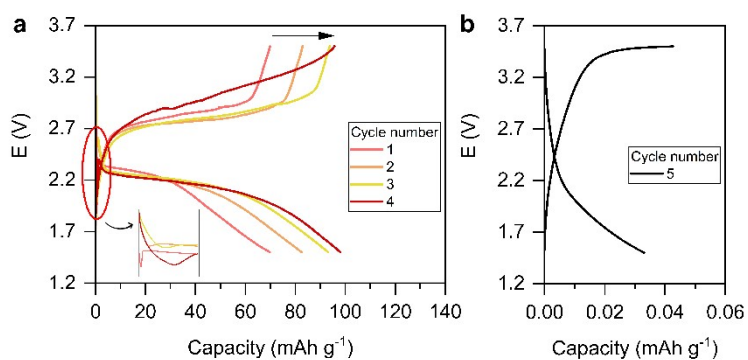 a
E (V)
3.7
3.2
2.7
2.2
1.7
1.2
Cycle number
1
2
3
4
0 20 40 60 80 100 120 140
Capacity (mAh g⁻¹)
b
E (V)
3.7
3.2
2.7
2.2
1.7
1.2
Cycle number
5
0.00 0.02 0.04 0.06
Capacity (mAh g⁻¹)